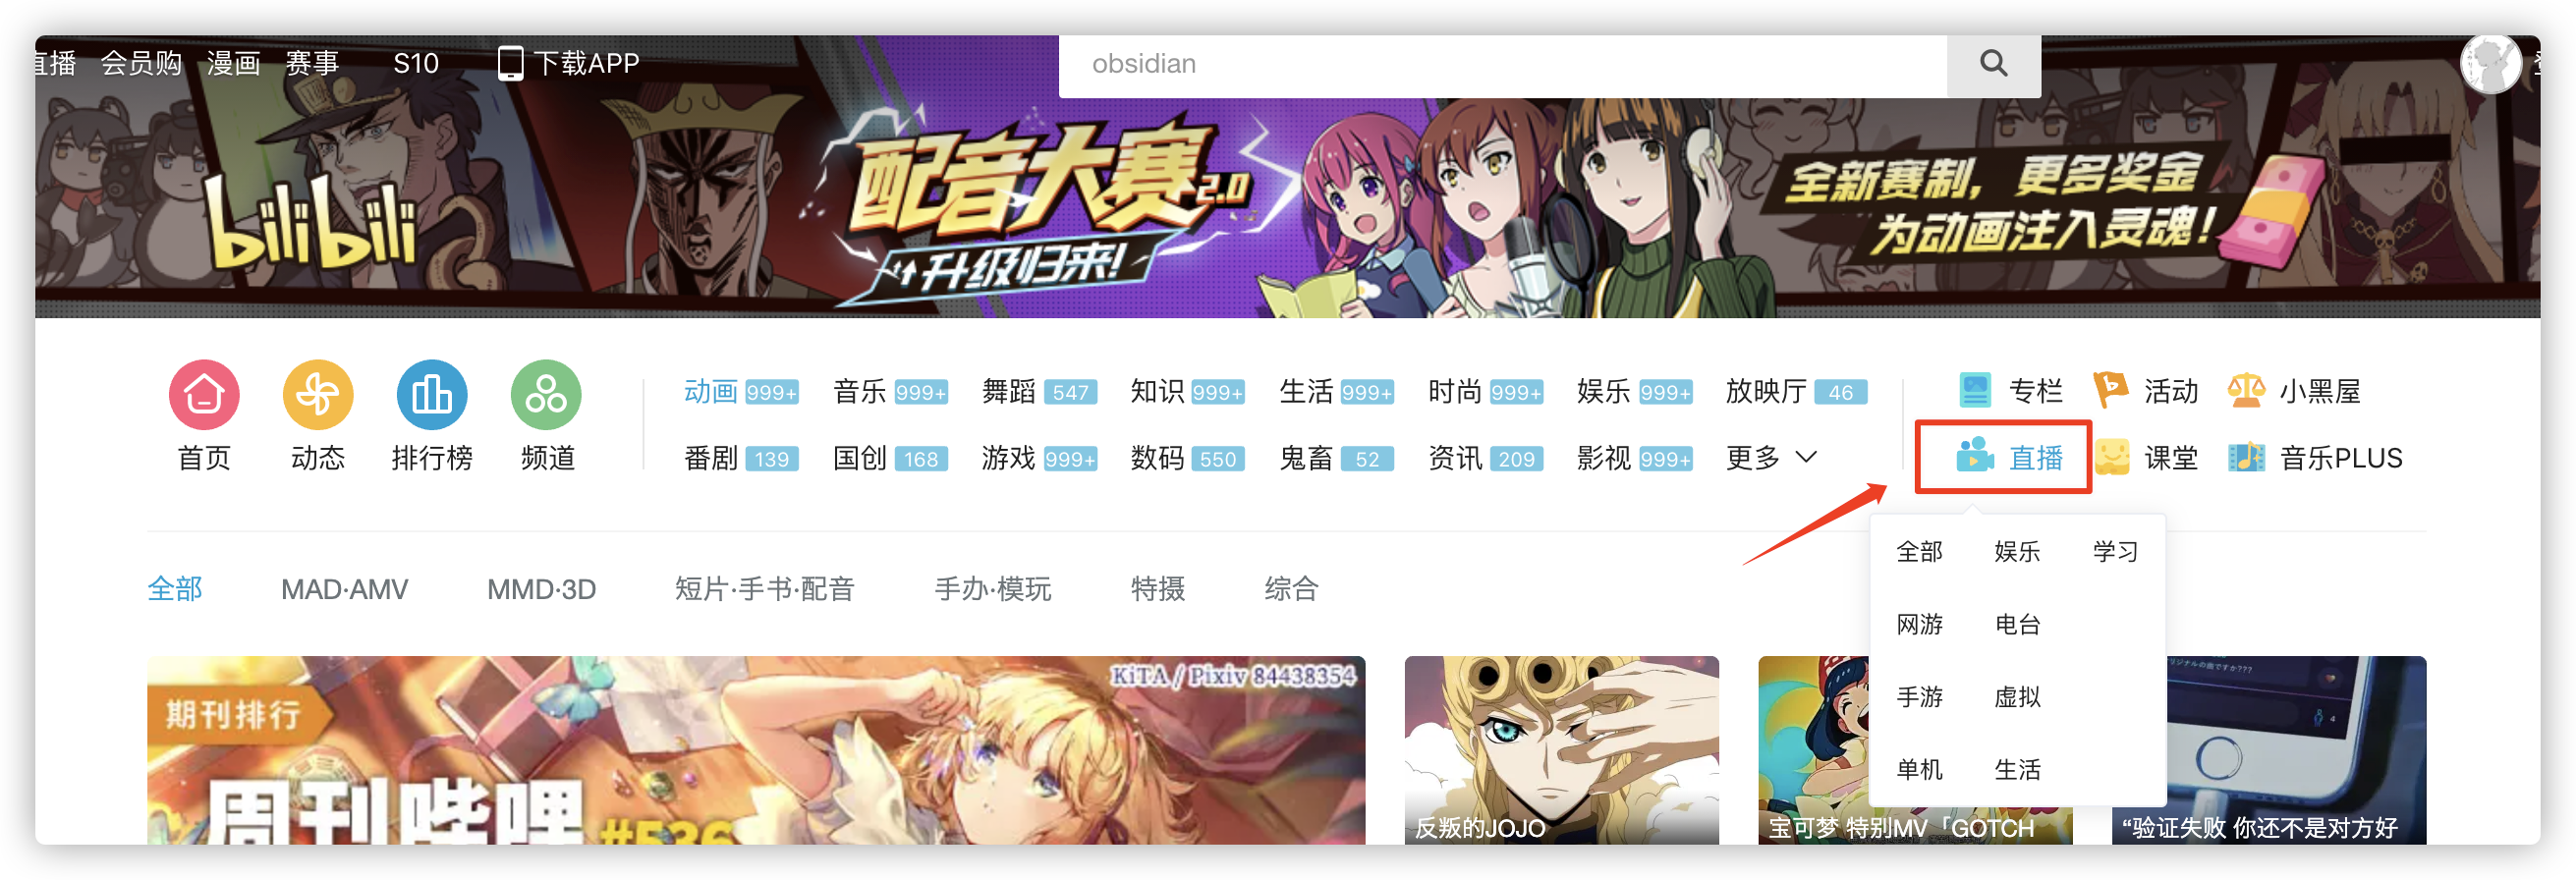 直播 会员购 漫画 赛事 S10 下载APP
obsidian
bilibili
配音大赛2.0
升级归来!
全新赛制,更多奖金
为动画注入灵魂!
首页 动态 排行榜 频道
动画 999+ 音乐 999+ 舞蹈 547 知识 999+ 生活 999+ 时尚 999+ 娱乐 999+ 放映厅 46
番剧 139 国创 168 游戏 999+ 数码 550 鬼畜 52 资讯 209 影视 999+ 更多
专栏 活动 小黑屋
直播 课堂 音乐PLUS
全部 娱乐 学习
网游 电台
手游 虚拟
单机 生活
全部 MAD·AMV MMD·3D 短片·手书·配音 手办·模玩 特摄 综合
KiTA / Pixiv 84438354
期刊排行
周刊哔哩 #536
反叛的JOJO
宝可梦 特别MV「GOTCH
“验证失败 你还不是对方好